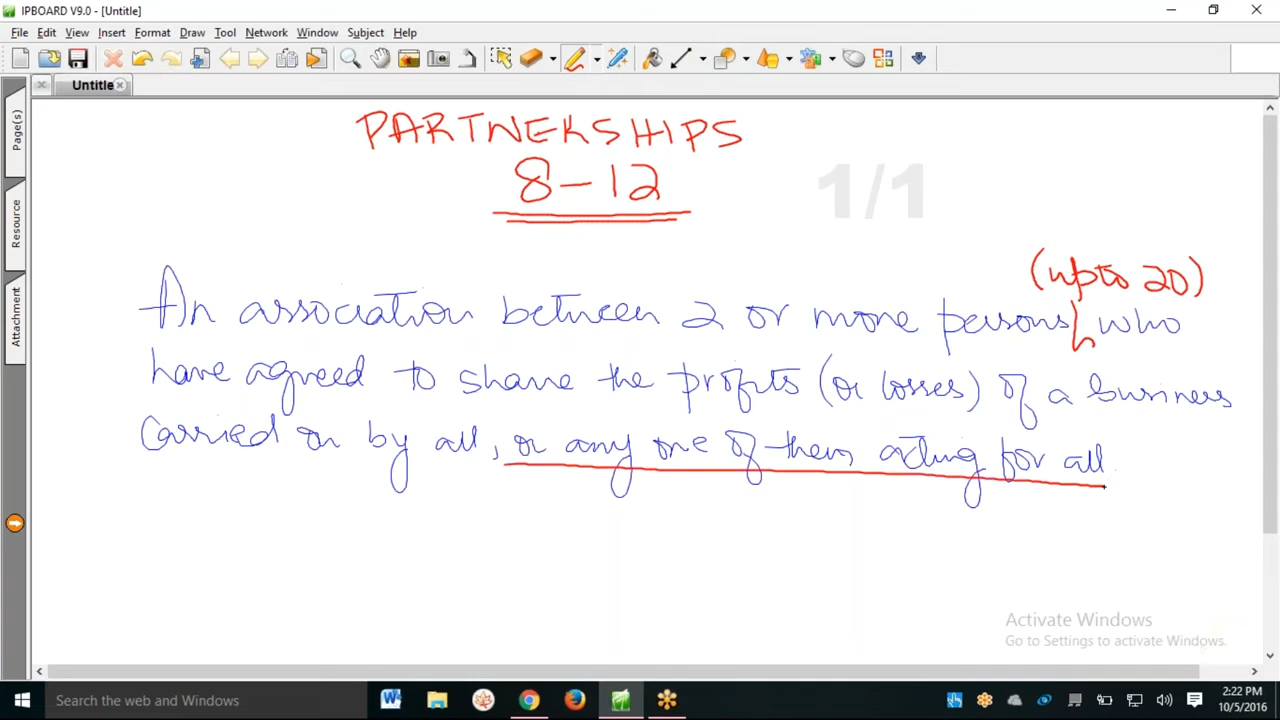 IPBOARD V9.0 - [Untitle]
File Edit View Insert Format Draw Tool Network Window Subject Help
Untitle
Page(s)
Resource
Attachment
PARTNERSHIPS
8-12
1/1
(upto 20)
An association between 2 or more persons who
have agreed to share the profits (or losses) of a business
carried on by all, or any one of them acting for all
Activate Windows
Go to Settings to activate Windows.
Search the web and Windows
2:22 PM
10/5/2016